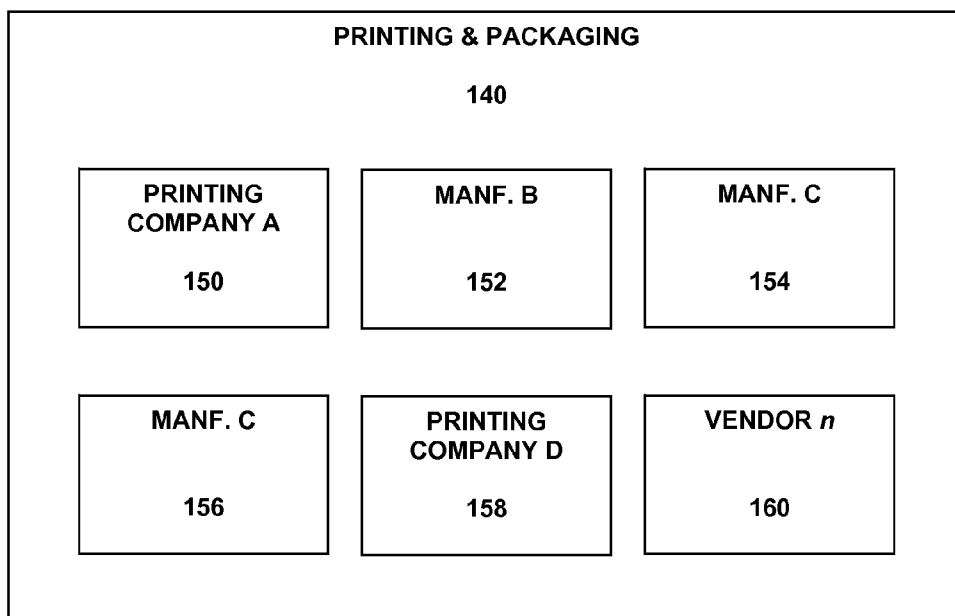 PRINTING & PACKAGING
140
PRINTING
COMPANY A
150
MANF. B
152
MANF. C
154
MANF. C
156
PRINTING
COMPANY D
158
VENDOR n
160